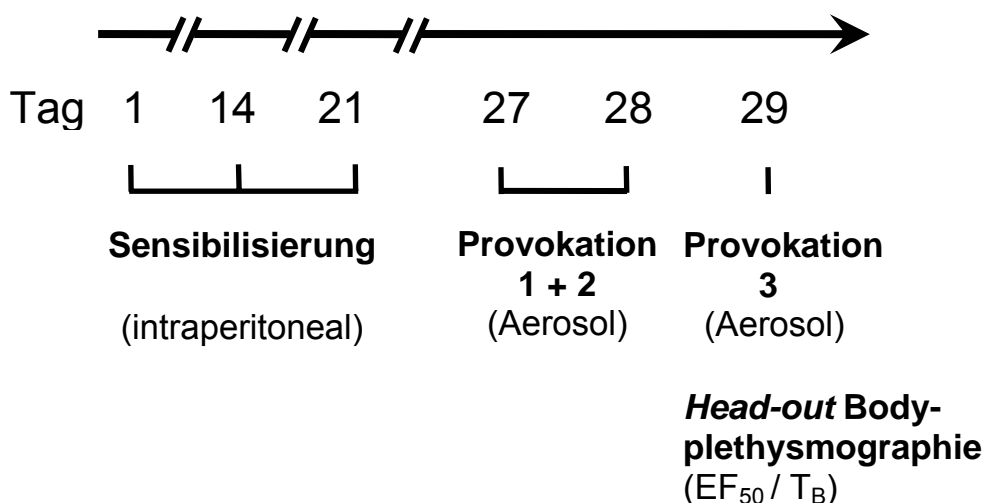 Tag 1 14 21 27 28 29
Sensibilisierung
(intraperitoneal)
Provokation
1 + 2
(Aerosol)
Provokation
3
(Aerosol)
Head-out Body-
plethysmographie
(EF50 / TB)